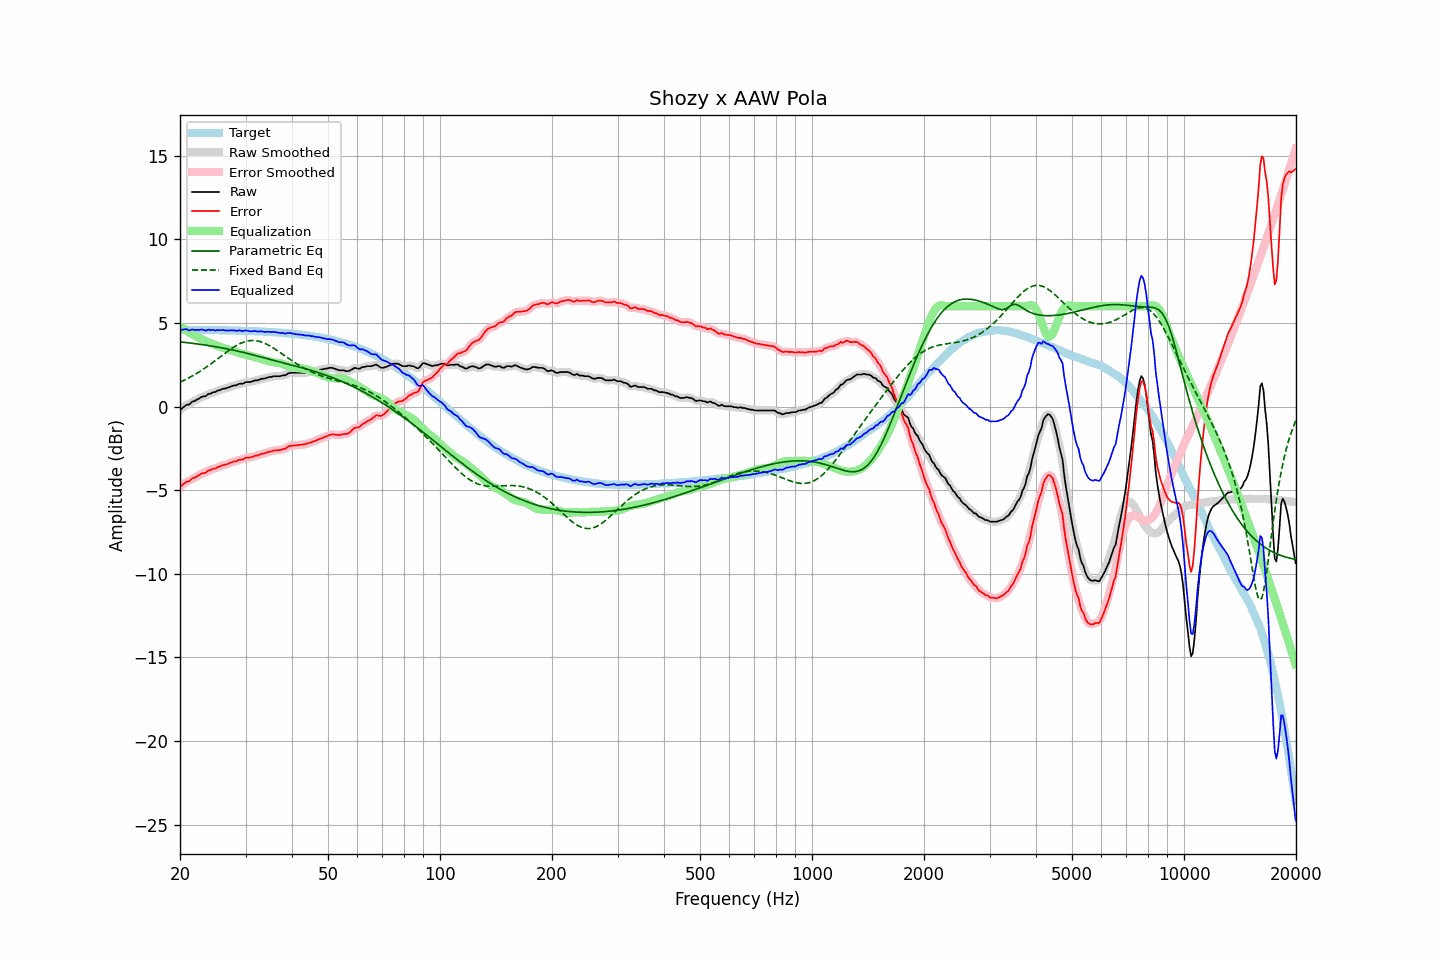 Shozy x AAW Pola
Target
Raw Smoothed
Error Smoothed
Raw
Error
Equalization
Parametric Eq
Fixed Band Eq
Equalized
15
10
5
0
−5
−10
−15
−20
−25
Amplitude (dBr)
20 50 100 200 500 1000 2000 5000 10000 20000
Frequency (Hz)